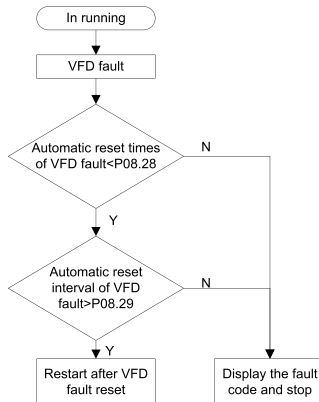 In running
VFD fault
Automatic reset times
of VFD fault<P08.28
N
Y
Automatic reset
interval of VFD
fault>P08.29
N
Y
Restart after VFD
fault reset
Display the fault
code and stop